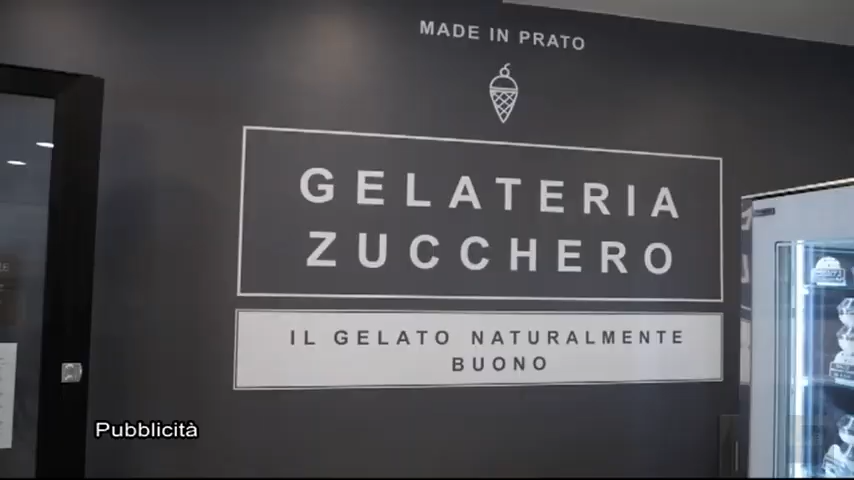 MADE IN PRATO
GELATERIA
ZUCCHERO
IL GELATO NATURALMENTE
BUONO
Pubblicità